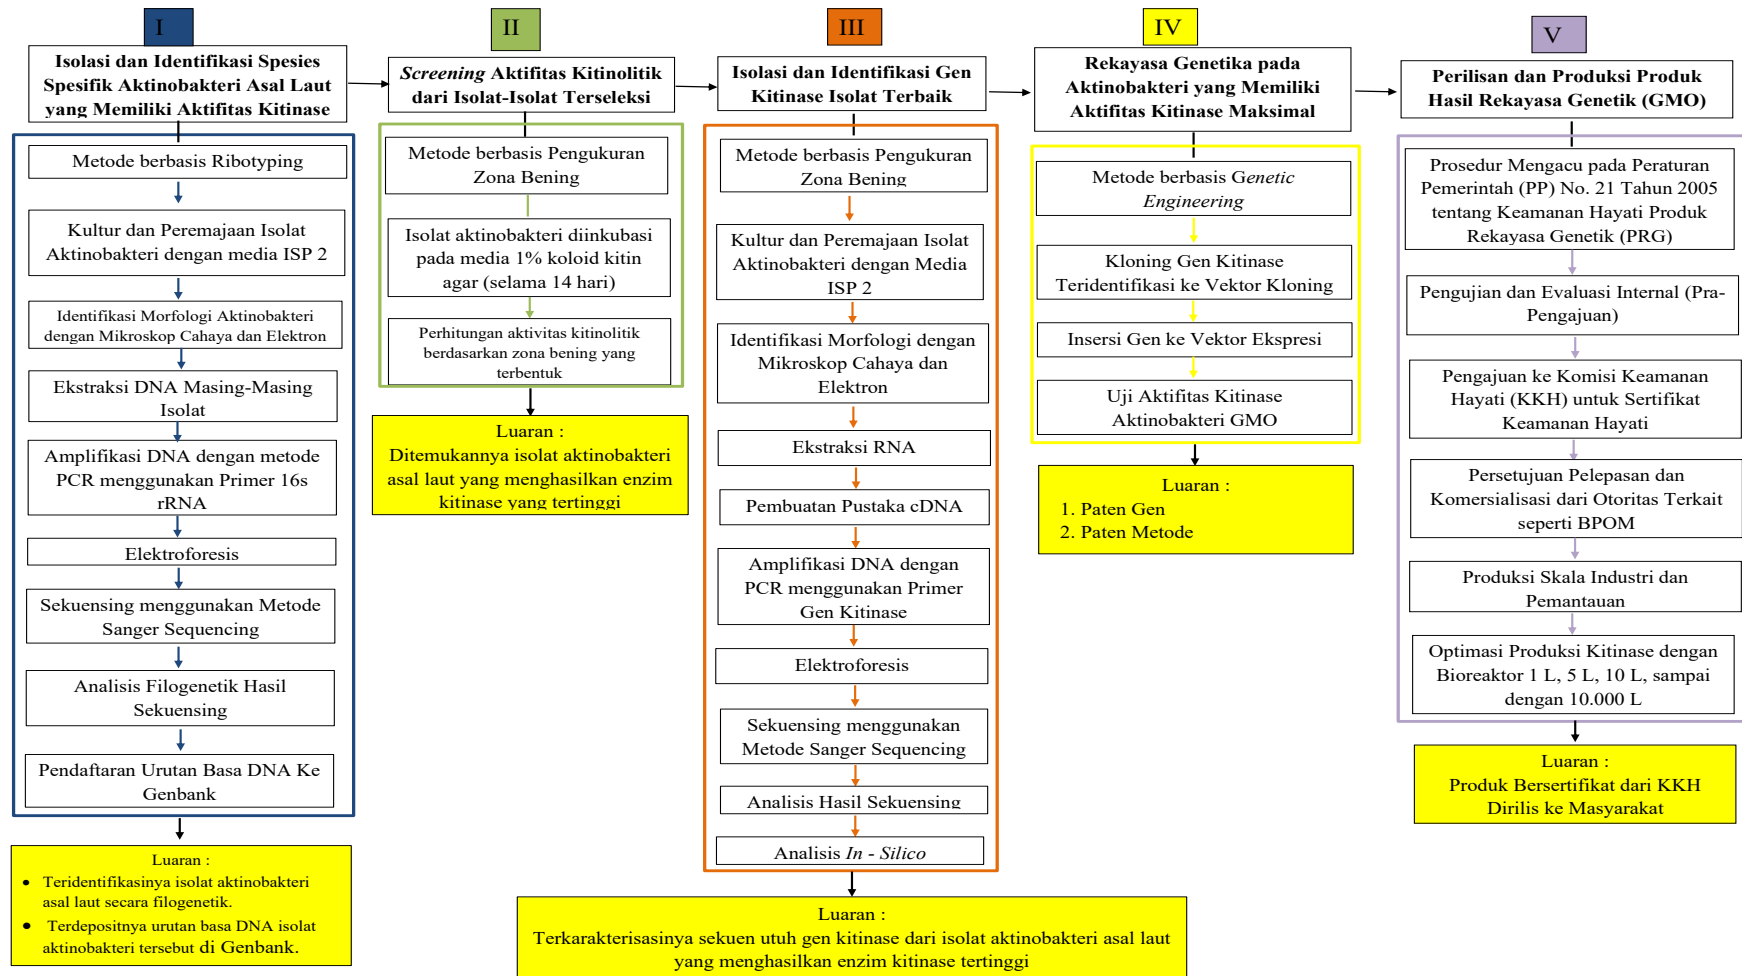 I
Isolasi dan Identifikasi Spesies
Spesifik Aktinobakteri Asal Laut
yang Memiliki Aktifitas Kitinase
Metode berbasis Ribotyping
Kultur dan Peremajaan Isolat
Aktinobakteri dengan media ISP 2
Identifikasi Morfologi Aktinobakteri
dengan Mikroskop Cahaya dan Elektron
Ekstraksi DNA Masing-Masing
Isolat
Amplifikasi DNA dengan metode
PCR menggunakan Primer 16s
rRNA
Elektroforesis
Sekuensing menggunakan Metode
Sanger Sequencing
Analisis Filogenetik Hasil
Sekuensing
Pendaftaran Urutan Basa DNA Ke
Genbank
Luaran :
• Teridentifikasinya isolat aktinobakteri
asal laut secara filogenetik.
• Terdepositnya urutan basa DNA isolat
aktinobakteri tersebut di Genbank.
II
Screening Aktifitas Kitinolitik
dari Isolat-Isolat Terseleksi
Metode berbasis Pengukuran
Zona Bening
Isolat aktinobakteri diinkubasi
pada media 1% koloid kitin
agar (selama 14 hari)
Perhitungan aktivitas kitinolitik
berdasarkan zona bening yang
terbentuk
Luaran :
Ditemukannya isolat aktinobakteri
asal laut yang menghasilkan enzim
kitinase yang tertinggi
III
Isolasi dan Identifikasi Gen
Kitinase Isolat Terbaik
Metode berbasis Pengukuran
Zona Bening
Kultur dan Peremajaan Isolat
Aktinobakteri dengan Media
ISP 2
Identifikasi Morfologi dengan
Mikroskop Cahaya dan
Elektron
Ekstraksi RNA
Pembuatan Pustaka cDNA
Amplifikasi DNA dengan
PCR menggunakan Primer
Gen Kitinase
Elektroforesis
Sekuensing menggunakan
Metode Sanger Sequencing
Analisis Hasil Sekuensing
Analisis In - Silico
Luaran :
Terkarakterisasinya sekuen utuh gen kitinase dari isolat aktinobakteri asal laut
yang menghasilkan enzim kitinase tertinggi
IV
Rekayasa Genetika pada
Aktinobakteri yang Memiliki
Aktifitas Kitinase Maksimal
Metode berbasis Genetic
Engineering
Kloning Gen Kitinase
Teridentifikasi ke Vektor Kloning
Insersi Gen ke Vektor Ekspresi
Uji Aktifitas Kitinase
Aktinobakteri GMO
Luaran :
1. Paten Gen
2. Paten Metode
V
Perilisan dan Produksi Produk
Hasil Rekayasa Genetik (GMO)
Prosedur Mengacu pada Peraturan
Pemerintah (PP) No. 21 Tahun 2005
tentang Keamanan Hayati Produk
Rekayasa Genetik (PRG)
Pengujian dan Evaluasi Internal (Pra-
Pengajuan)
Pengajuan ke Komisi Keamanan
Hayati (KKH) untuk Sertifikat
Keamanan Hayati
Persetujuan Pelepasan dan
Komersialisasi dari Otoritas Terkait
seperti BPOM
Produksi Skala Industri dan
Pemantauan
Optimasi Produksi Kitinase dengan
Bioreaktor 1 L, 5 L, 10 L, sampai
dengan 10.000 L
Luaran :
Produk Bersertifikat dari KKH
Dirilis ke Masyarakat